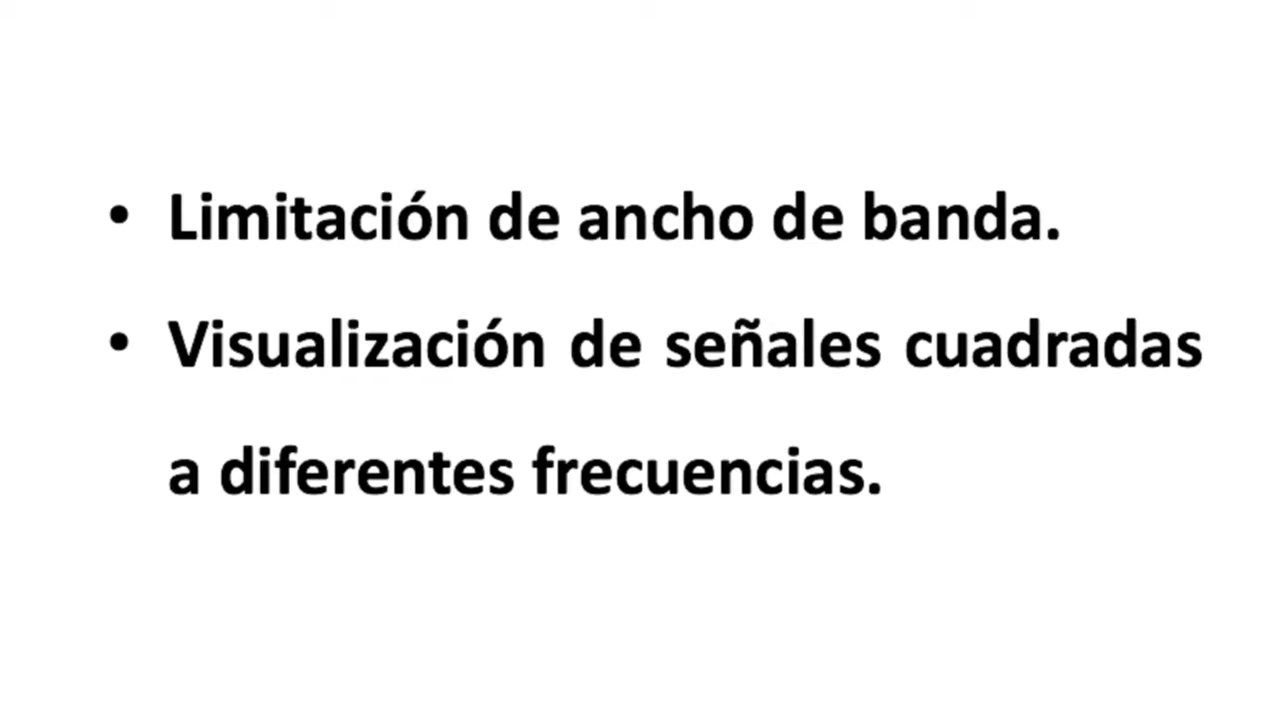 • Limitación de ancho de banda.
• Visualización de señales cuadradas
a diferentes frecuencias.